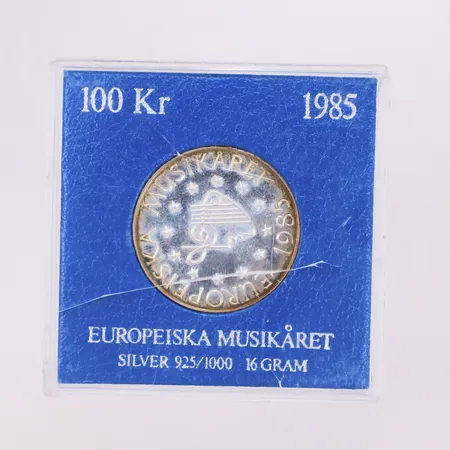 100 Kr 1985
EUROPEISKA MUSIKÅRET 1985
EUROPEISKA MUSIKÅRET
SILVER 925/1000 16 GRAM